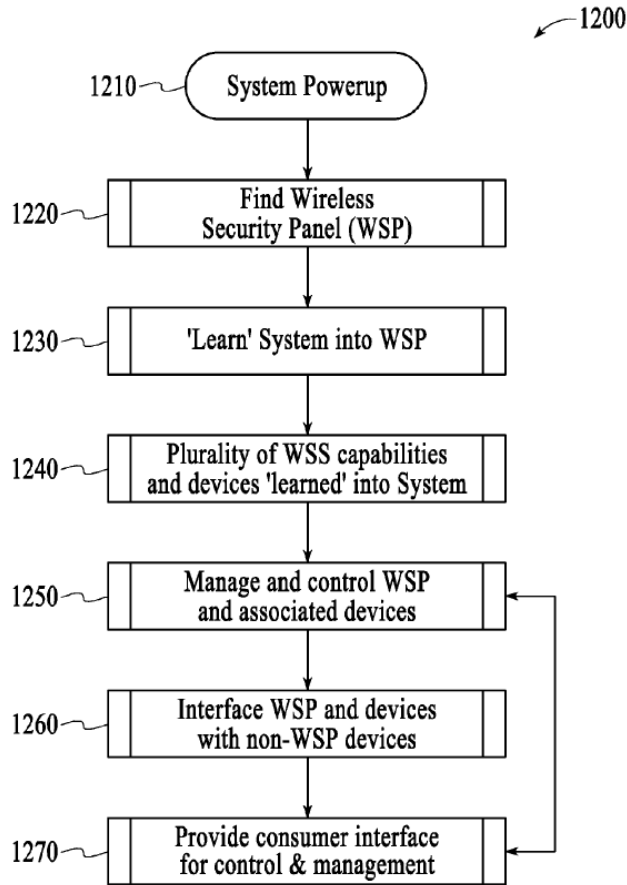 1200
1210
System Powerup
1220
Find Wireless
Security Panel (WSP)
1230
'Learn' System into WSP
1240
Plurality of WSS capabilities
and devices 'learned' into System
1250
Manage and control WSP
and associated devices
1260
Interface WSP and devices
with non-WSP devices
1270
Provide consumer interface
for control & management